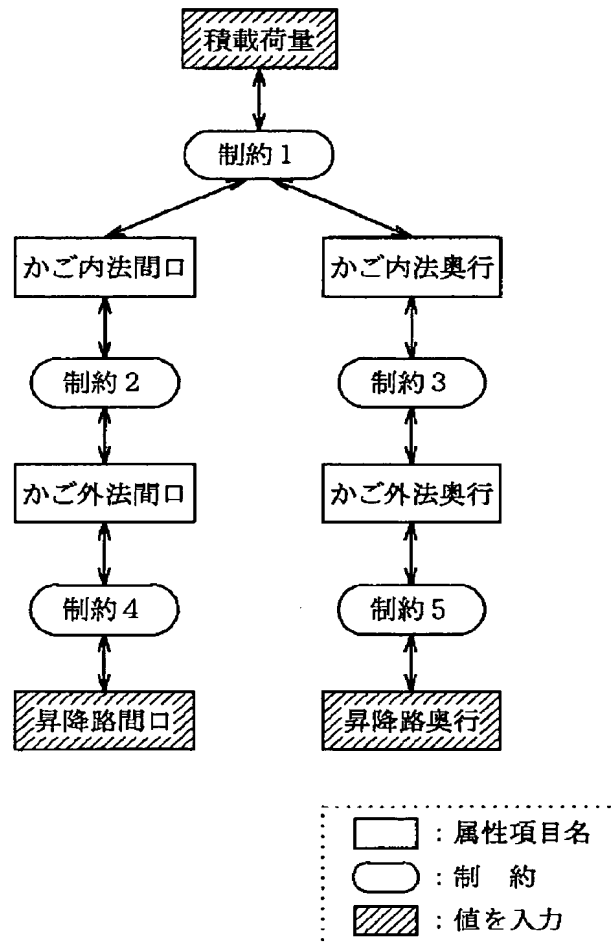 積載荷量
制約1
かご内法間口
かご内法奥行
制約2
制約3
かご外法間口
かご外法奥行
制約4
制約5
昇降路間口
昇降路奥行
:属性項目名
:制 約
:値を入力